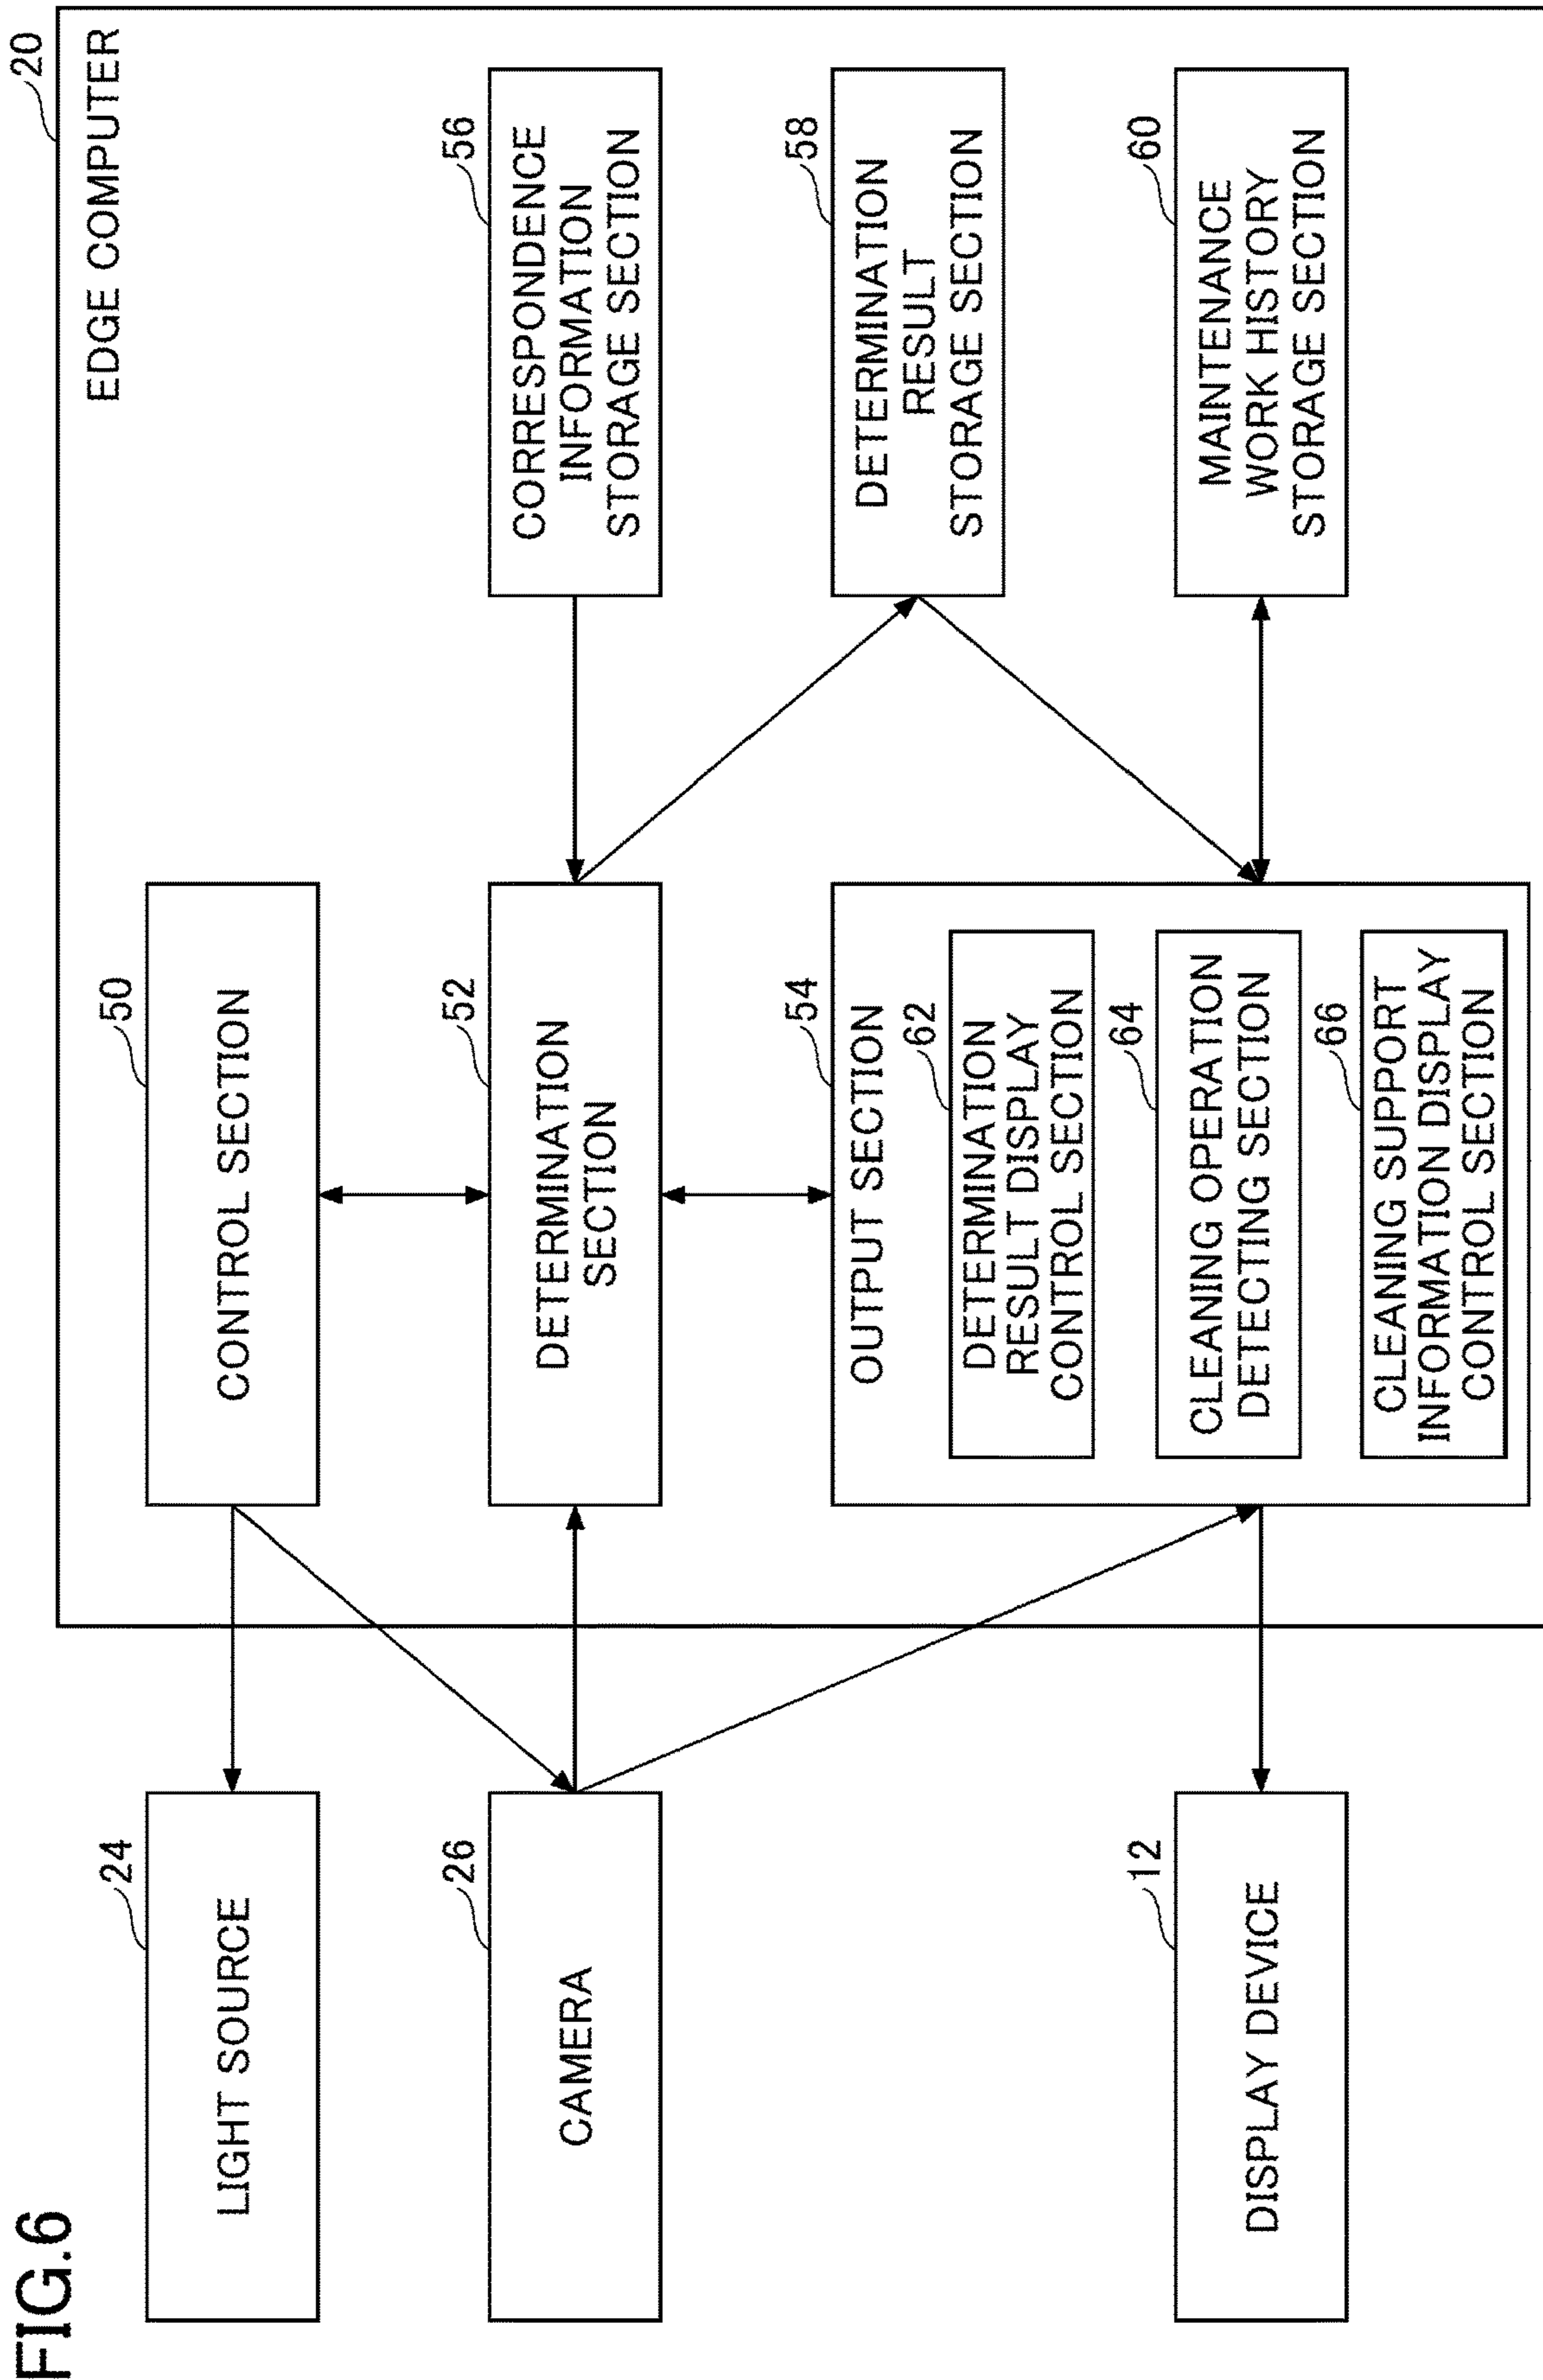 FIG.6
20
EDGE COMPUTER
24
LIGHT SOURCE
50
CONTROL SECTION
26
CAMERA
52
DETERMINATION
SECTION
56
CORRESPONDENCE
INFORMATION
STORAGE SECTION
54
OUTPUT SECTION
62
DETERMINATION
RESULT DISPLAY
CONTROL SECTION
64
CLEANING OPERATION
DETECTING SECTION
66
CLEANING SUPPORT
INFORMATION DISPLAY
CONTROL SECTION
58
DETERMINATION
RESULT
STORAGE SECTION
12
DISPLAY DEVICE
60
MAINTENANCE
WORK HISTORY
STORAGE SECTION